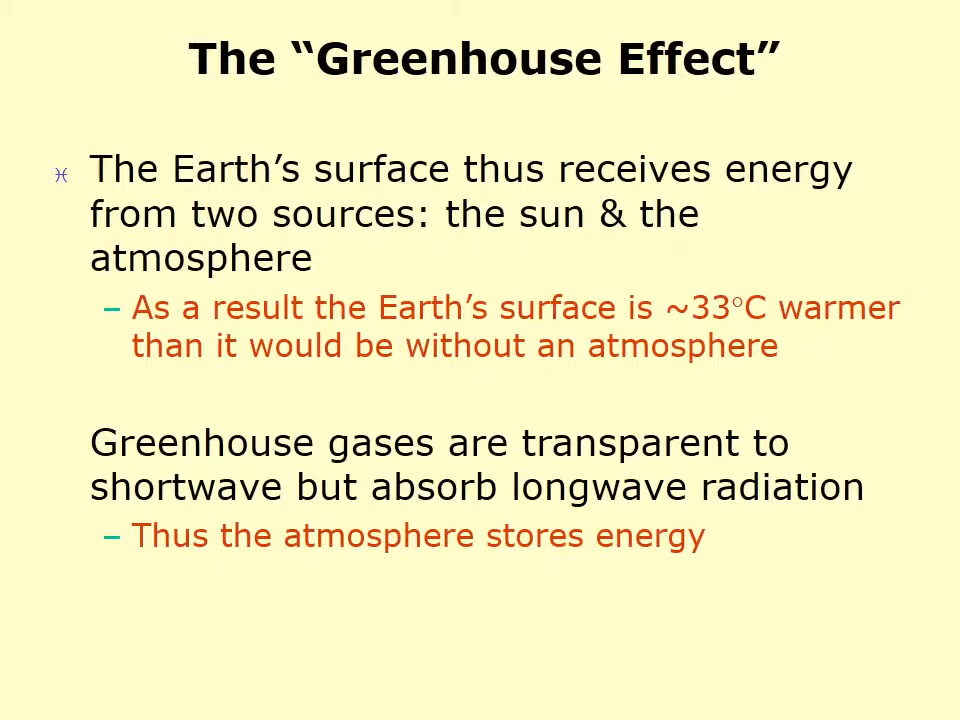 The “Greenhouse Effect”
♓ The Earth’s surface thus receives energy
from two sources: the sun & the
atmosphere
– As a result the Earth’s surface is ~33°C warmer
than it would be without an atmosphere
Greenhouse gases are transparent to
shortwave but absorb longwave radiation
– Thus the atmosphere stores energy